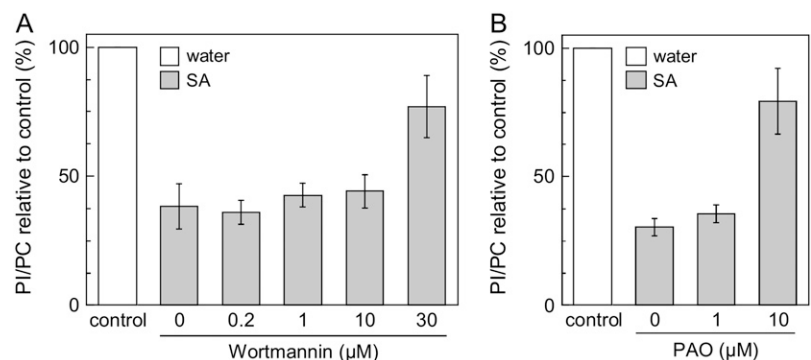 A
PI/PC relative to control (%)
100
50
0
water
SA
control 0 0.2 1 10 30
Wortmannin (µM)
B
PI/PC relative to control (%)
100
50
0
water
SA
control 0 1 10
PAO (µM)